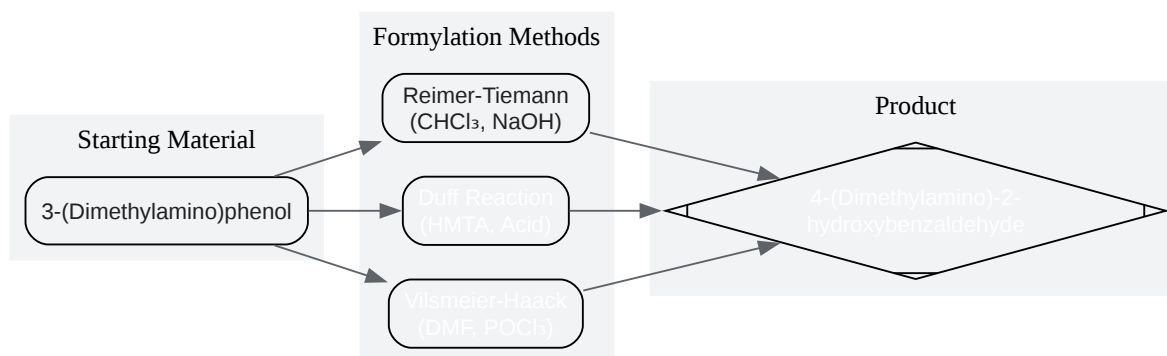 Starting Material
3-(Dimethylamino)phenol
Formylation Methods
Reimer-Tiemann
(CHCl₃, NaOH)
Duff Reaction
(HMTA, Acid)
Vilsmeier-Haack
(DMF, POCl₃)
Product
4-(Dimethylamino)-2-
hydroxybenzaldehyde